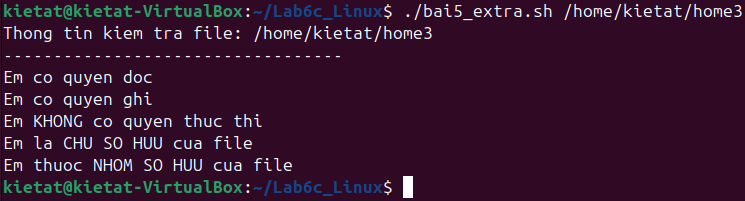 kietat@kietat-VirtualBox:~/Lab6c_Linux$ ./bai5_extra.sh /home/kietat/home3
Thong tin kiem tra file: /home/kietat/home3
----------------------------------
Em co quyen doc
Em co quyen ghi
Em KHONG co quyen thuc thi
Em la CHU SO HUU cua file
Em thuoc NHOM SO HUU cua file
kietat@kietat-VirtualBox:~/Lab6c_Linux$